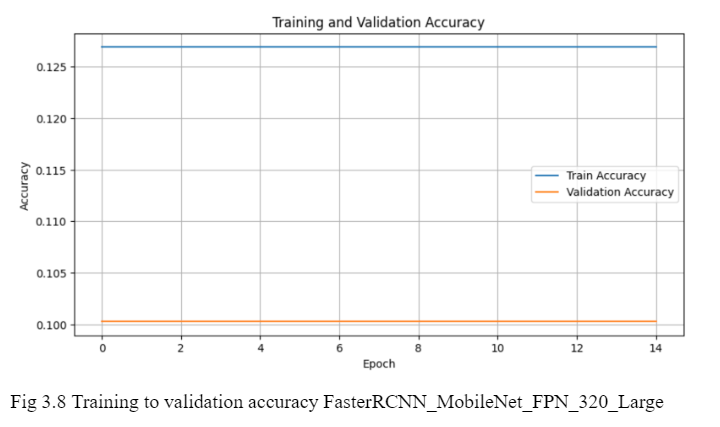 Training and Validation Accuracy
0.125
0.120
0.115
0.110
0.105
0.100
Accuracy
Train Accuracy
Validation Accuracy
0 2 4 6 8 10 12 14
Epoch
Fig 3.8 Training to validation accuracy FasterRCNN_MobileNet_FPN_320_Large